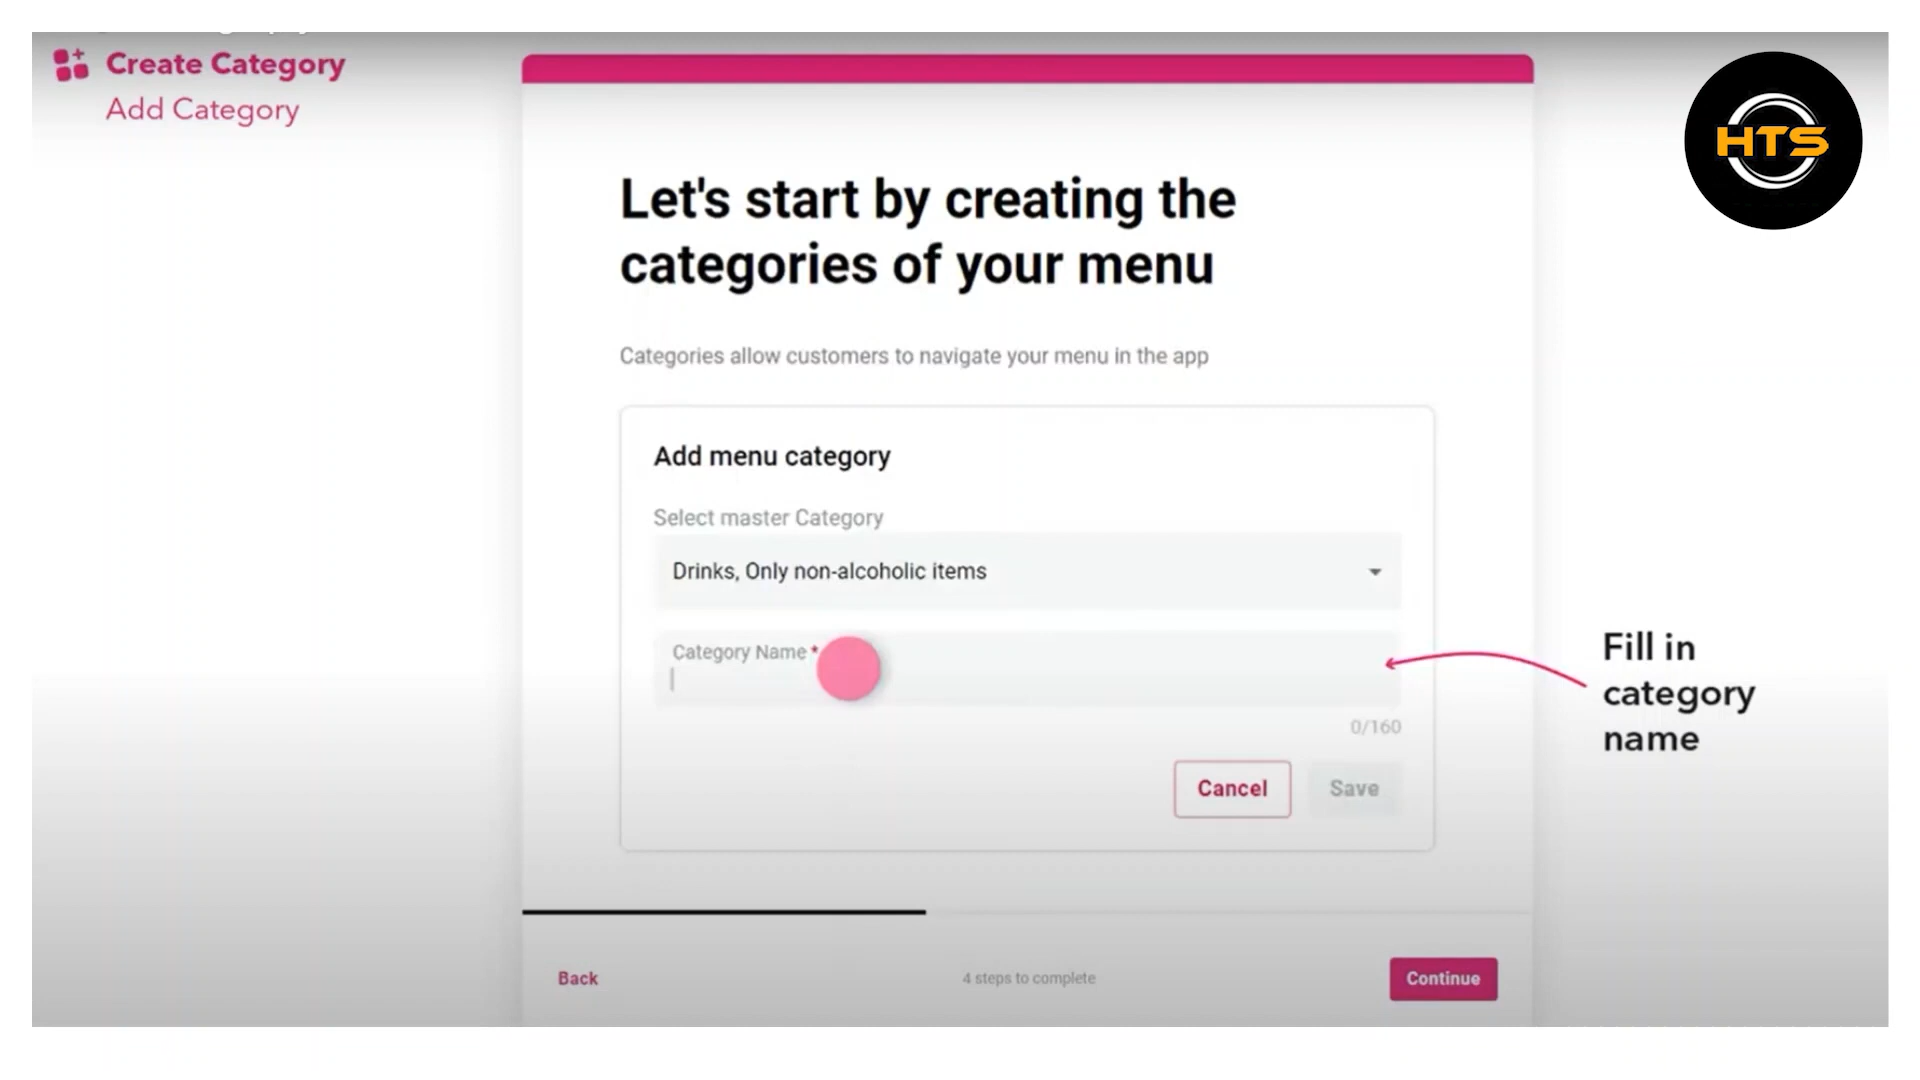 Create Category
Add Category
HTS
Let's start by creating the
categories of your menu
Categories allow customers to navigate your menu in the app
Add menu category
Select master Category
Drinks, Only non-alcoholic items
Category Name *
0/160
Fill in
category
name
Cancel
Save
Back
4 steps to complete
Continue